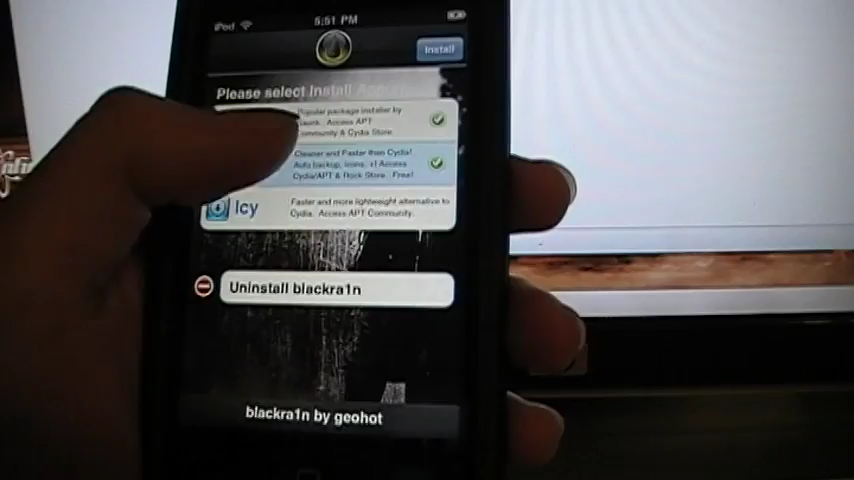 iPod 5:51 PM
Install
Please select Install
Popular package installer by
Access APT
Community & Cydia Store.
Cleaner and Faster than Cydia!
Auto backup, icons, +! Access
Cydia/APT & Rock Store. Free!
Icy
Faster and more lightweight alternative to
Cydia. Access APT Community.
Uninstall blackra1n
blackra1n by geohot